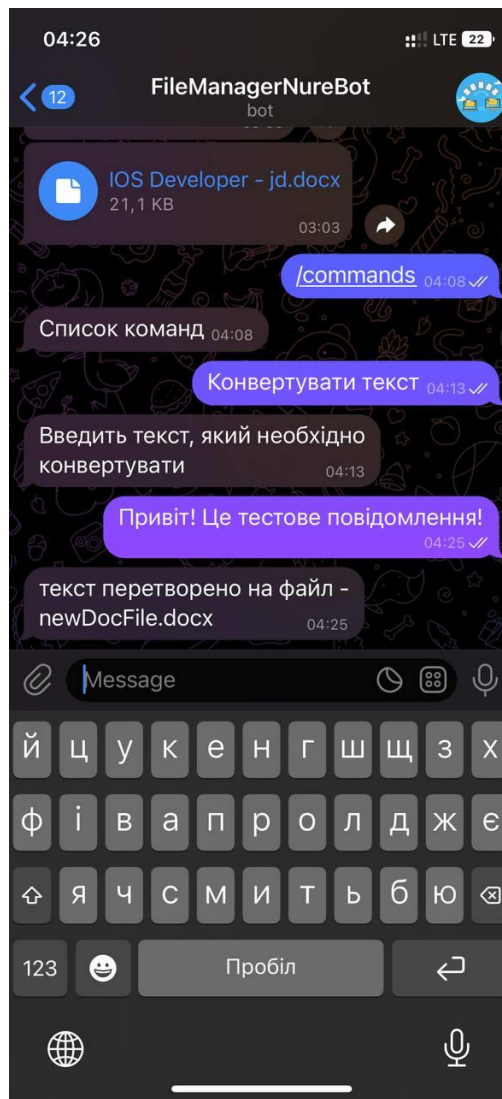 04:26
LTE 22
12
FileManagerNureBot
bot
IOS Developer - jd.docx
21,1 KB
03:03
/commands 04:08
Список команд 04:08
Конвертувати текст 04:13
Введить текст, який необхідно
конвертувати 04:13
Привіт! Це тестове повідомлення!
04:25
текст перетворено на файл -
newDocFile.docx 04:25
Message
й ц у к е н г ш щ з х
ф і в а п р о л д ж є
я ч с м и т ь б ю
123 Пробіл